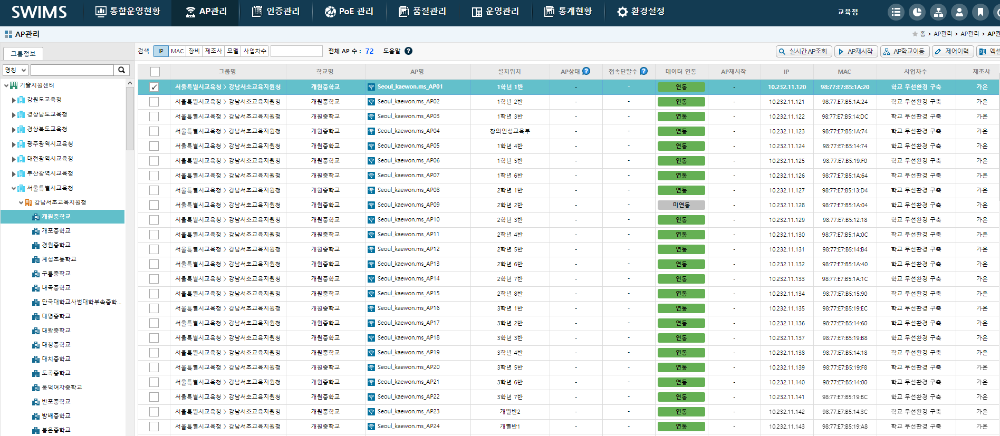 SWIMS 통합운영현황 AP관리 인증관리 PoE 관리 품질관리 운영관리 통계현황 환경설정 교육청
AP관리 홈 > AP관리 > AP관리 >
그룹정보 검색 IP MAC 장비 제조사 모델 사업차수 전체 AP 수 : 72 도움말 ? 실시간 AP조회 AP재시작 AP학교이동 제어이력
명칭
기술지원센터
강원도교육청
경상남도교육청
경상북도교육청
광주광역시교육청
대전광역시교육청
부산광역시교육청
서울특별시교육청
강남서초교육지원청
개원중학교
개포중학교
경원중학교
계성초등학교
구룡중학교
내곡중학교
단국대학교사범대학부속중학...
대명중학교
대왕중학교
대청중학교
대치중학교
도곡중학교
동덕여자중학교
반포중학교
방배중학교
봉은중학교
그룹명 학교명 AP명 설치위치 AP상태 ? 접속단말수 ? 데이터 연동 AP재시작 IP MAC 사업차수 제조사
서울특별시교육청 > 강남서초교육지원청 개원중학교 Seoul_kaewon.ms_AP01 1학년 1반 - - 연동 - 10.232.11.120 98:77:E7:B5:1A:20 학교 무선환경 구축 가온
서울특별시교육청 > 강남서초교육지원청 개원중학교 Seoul_kaewon.ms_AP02 1학년 2반 - - 연동 - 10.232.11.121 98:77:E7:B5:1A:24 학교 무선환경 구축 가온
서울특별시교육청 > 강남서초교육지원청 개원중학교 Seoul_kaewon.ms_AP03 1학년 3반 - - 연동 - 10.232.11.122 98:77:E7:B5:14:DC 학교 무선환경 구축 가온
서울특별시교육청 > 강남서초교육지원청 개원중학교 Seoul_kaewon.ms_AP04 창의인성교육부 - - 연동 - 10.232.11.123 98:77:E7:B5:1A:74 학교 무선환경 구축 가온
서울특별시교육청 > 강남서초교육지원청 개원중학교 Seoul_kaewon.ms_AP05 1학년 4반 - - 연동 - 10.232.11.124 98:77:E7:B5:14:74 학교 무선환경 구축 가온
서울특별시교육청 > 강남서초교육지원청 개원중학교 Seoul_kaewon.ms_AP06 1학년 5반 - - 연동 - 10.232.11.125 98:77:E7:B5:19:F0 학교 무선환경 구축 가온
서울특별시교육청 > 강남서초교육지원청 개원중학교 Seoul_kaewon.ms_AP07 1학년 6반 - - 연동 - 10.232.11.126 98:77:E7:B5:1A:64 학교 무선환경 구축 가온
서울특별시교육청 > 강남서초교육지원청 개원중학교 Seoul_kaewon.ms_AP08 2학년 1반 - - 연동 - 10.232.11.127 98:77:E7:B5:13:D4 학교 무선환경 구축 가온
서울특별시교육청 > 강남서초교육지원청 개원중학교 Seoul_kaewon.ms_AP09 2학년 2반 - - 미연동 - 10.232.11.128 98:77:E7:B5:1A:04 학교 무선환경 구축 가온
서울특별시교육청 > 강남서초교육지원청 개원중학교 Seoul_kaewon.ms_AP10 2학년 3반 - - 연동 - 10.232.11.129 98:77:E7:B5:12:18 학교 무선환경 구축 가온
서울특별시교육청 > 강남서초교육지원청 개원중학교 Seoul_kaewon.ms_AP11 2학년 4반 - - 연동 - 10.232.11.130 98:77:E7:B5:1A:0C 학교 무선환경 구축 가온
서울특별시교육청 > 강남서초교육지원청 개원중학교 Seoul_kaewon.ms_AP12 2학년 5반 - - 연동 - 10.232.11.131 98:77:E7:B5:14:B4 학교 무선환경 구축 가온
서울특별시교육청 > 강남서초교육지원청 개원중학교 Seoul_kaewon.ms_AP13 2학년 6반 - - 연동 - 10.232.11.132 98:77:E7:B5:1A:40 학교 무선환경 구축 가온
서울특별시교육청 > 강남서초교육지원청 개원중학교 Seoul_kaewon.ms_AP14 2학년 7반 - - 연동 - 10.232.11.133 98:77:E7:B5:1A:1C 학교 무선환경 구축 가온
서울특별시교육청 > 강남서초교육지원청 개원중학교 Seoul_kaewon.ms_AP15 2학년 8반 - - 연동 - 10.232.11.134 98:77:E7:B5:15:90 학교 무선환경 구축 가온
서울특별시교육청 > 강남서초교육지원청 개원중학교 Seoul_kaewon.ms_AP16 3학년 1반 - - 연동 - 10.232.11.135 98:77:E7:B5:19:EC 학교 무선환경 구축 가온
서울특별시교육청 > 강남서초교육지원청 개원중학교 Seoul_kaewon.ms_AP17 3학년 2반 - - 연동 - 10.232.11.136 98:77:E7:B5:14:60 학교 무선환경 구축 가온
서울특별시교육청 > 강남서초교육지원청 개원중학교 Seoul_kaewon.ms_AP18 3학년 3반 - - 연동 - 10.232.11.137 98:77:E7:B5:19:B8 학교 무선환경 구축 가온
서울특별시교육청 > 강남서초교육지원청 개원중학교 Seoul_kaewon.ms_AP19 3학년 4반 - - 연동 - 10.232.11.138 98:77:E7:B5:14:18 학교 무선환경 구축 가온
서울특별시교육청 > 강남서초교육지원청 개원중학교 Seoul_kaewon.ms_AP20 3학년 5반 - - 연동 - 10.232.11.139 98:77:E7:B5:19:F8 학교 무선환경 구축 가온
서울특별시교육청 > 강남서초교육지원청 개원중학교 Seoul_kaewon.ms_AP21 3학년 6반 - - 연동 - 10.232.11.140 98:77:E7:B5:14:00 학교 무선환경 구축 가온
서울특별시교육청 > 강남서초교육지원청 개원중학교 Seoul_kaewon.ms_AP22 3학년 7반 - - 연동 - 10.232.11.141 98:77:E7:B5:19:BC 학교 무선환경 구축 가온
서울특별시교육청 > 강남서초교육지원청 개원중학교 Seoul_kaewon.ms_AP23 개별반2 - - 연동 - 10.232.11.142 98:77:E7:B5:14:3C 학교 무선환경 구축 가온
서울특별시교육청 > 강남서초교육지원청 개원중학교 Seoul_kaewon.ms_AP24 개별반1 - - 연동 - 10.232.11.143 98:77:E7:B5:19:A8 학교 무선환경 구축 가온